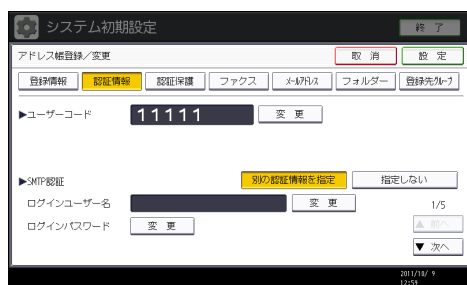 システム初期設定
終 了
アドレス帳登録／変更
取 消
設 定
登録情報
認証情報
認証保護
ファクス
メールアドレス
フォルダー
登録先グループ
▶ユーザーコード
11111
変 更
▶SMTP認証
別の認証情報を指定
指定しない
ログインユーザー名
変 更
1/5
ログインパスワード
変 更
▲ 前へ
▼ 次へ
2011/10/ 9
12:59